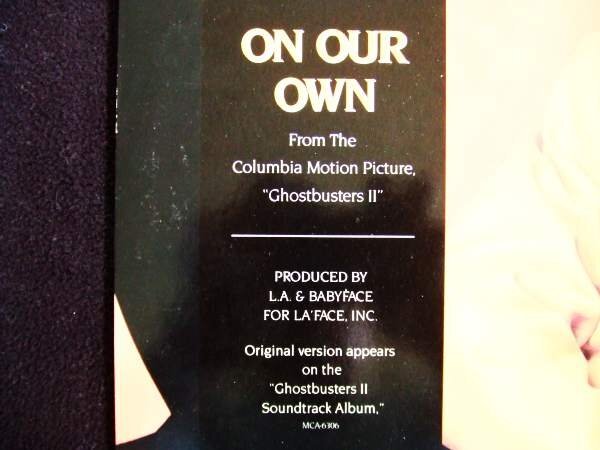 ON OUR
OWN
From The
Columbia Motion Picture,
"Ghostbusters II"
PRODUCED BY
L.A. & BABYFACE
FOR LA'FACE, INC.
Original version appears
on the
"Ghostbusters II
Soundtrack Album,"
MCA-6306